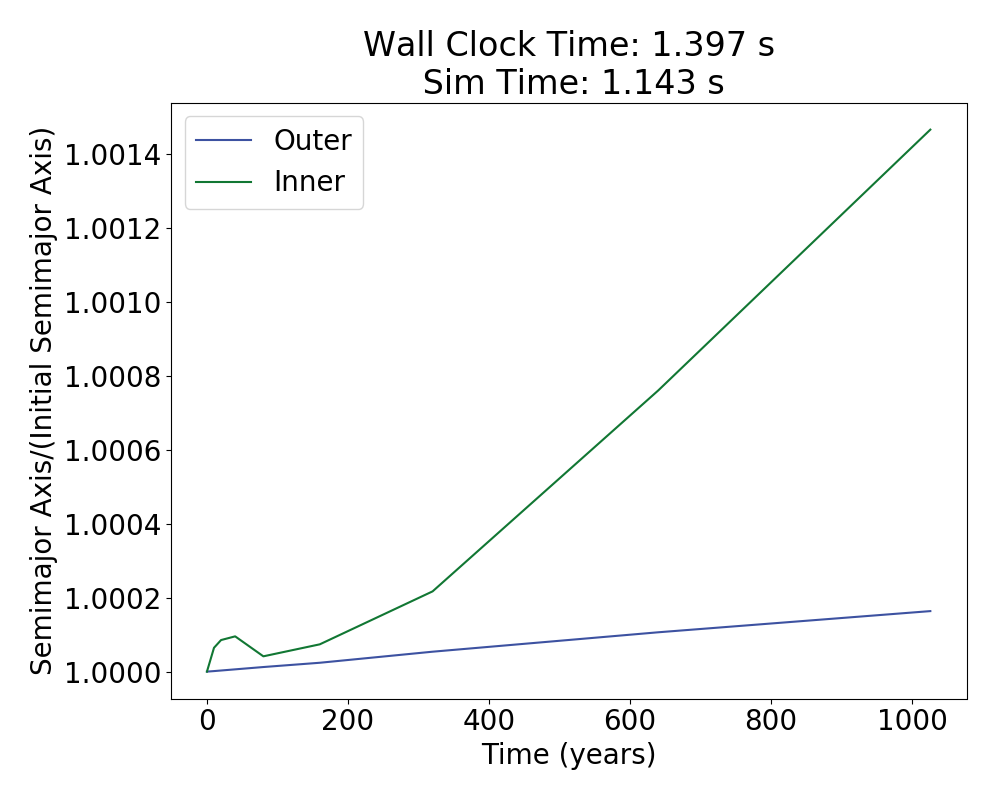 Wall Clock Time: 1.397 s
Sim Time: 1.143 s
Outer
Inner
Semimajor Axis/(Initial Semimajor Axis)
1.0014
1.0012
1.0010
1.0008
1.0006
1.0004
1.0002
1.0000
0 200 400 600 800 1000
Time (years)